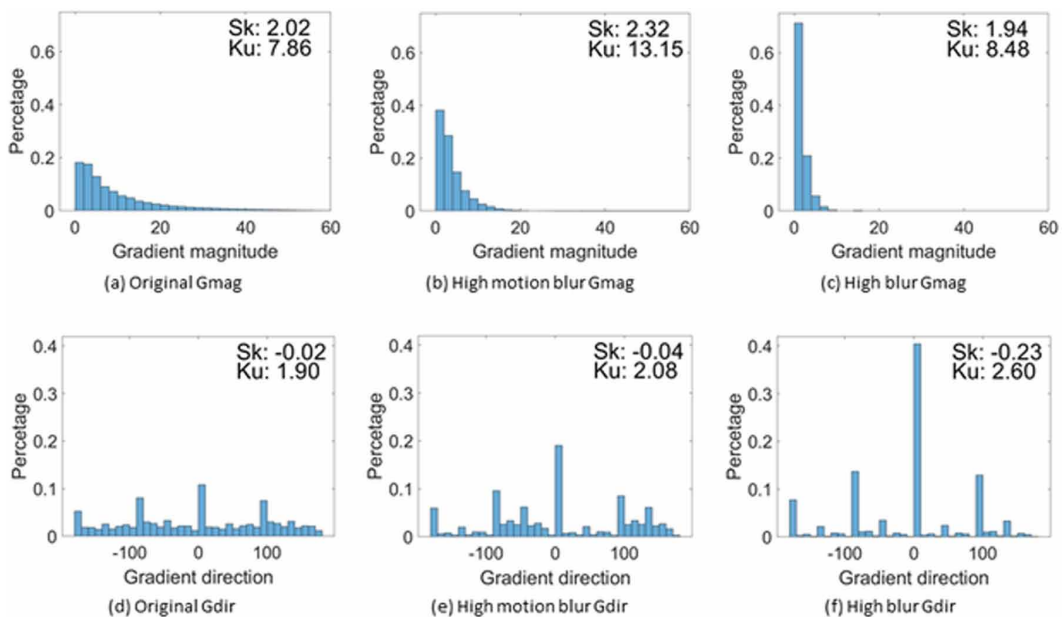 Sk: 2.02
Ku: 7.86
Percetage
0.6
0.4
0.2
0
0 20 40 60
Gradient magnitude
(a) Original Gmag
Sk: 2.32
Ku: 13.15
Percetage
0.6
0.4
0.2
0
0 20 40 60
Gradient magnitude
(b) High motion blur Gmag
Sk: 1.94
Ku: 8.48
Percetage
0.6
0.4
0.2
0
0 20 40 60
Gradient magnitude
(c) High blur Gmag
Sk: -0.02
Ku: 1.90
Percetage
0.4
0.3
0.2
0.1
0
-100 0 100
Gradient direction
(d) Original Gdir
Sk: -0.04
Ku: 2.08
Percetage
0.4
0.3
0.2
0.1
0
-100 0 100
Gradient direction
(e) High motion blur Gdir
Sk: -0.23
Ku: 2.60
Percetage
0.4
0.3
0.2
0.1
0
-100 0 100
Gradient direction
(f) High blur Gdir